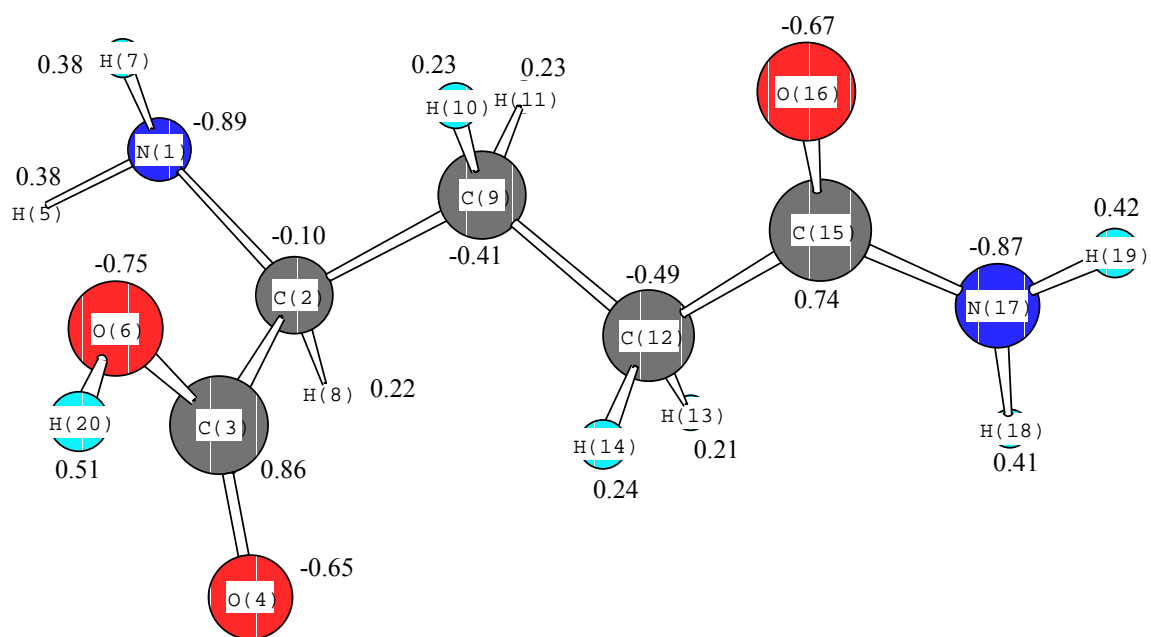 -0.67
0.38
H(7)
0.23
0.23
H(10)
H(11)
O(16)
-0.89
N(1)
0.38
H(5)
C(9)
0.42
C(15)
-0.10
-0.41
-0.87
H(19)
-0.75
-0.49
C(2)
0.74
N(17)
O(6)
C(12)
H(8)
0.22
H(20)
C(3)
H(13)
H(14)
H(18)
0.51
0.86
0.21
0.41
0.24
-0.65
O(4)